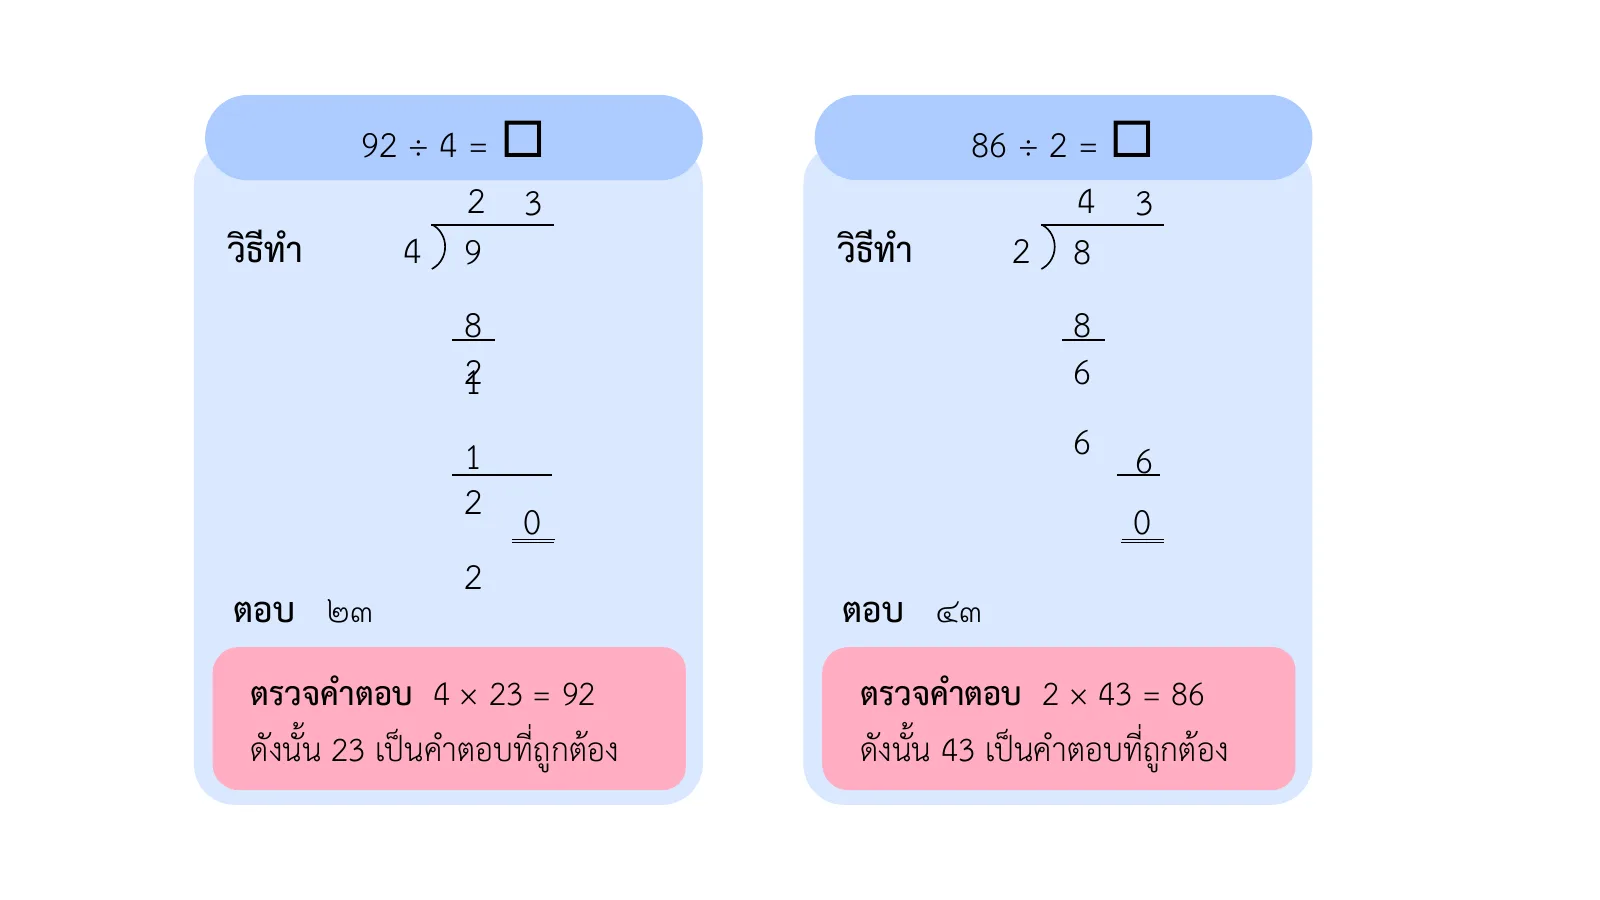 92 ÷ 4 = □
2 3
วิธีทำ 4 ) 9
8
2
1
1
2
0
2
ตอบ ๒๓
ตรวจคำตอบ 4 × 23 = 92
ดังนั้น 23 เป็นคำตอบที่ถูกต้อง
86 ÷ 2 = □
4 3
วิธีทำ 2 ) 8
8
6
6
6
0
ตอบ ๔๓
ตรวจคำตอบ 2 × 43 = 86
ดังนั้น 43 เป็นคำตอบที่ถูกต้อง